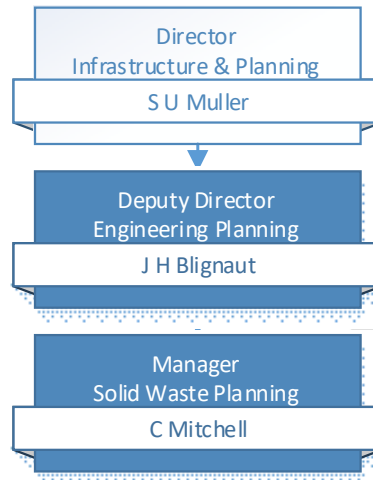 Director
Infrastructure & Planning
S U Muller
Deputy Director
Engineering Planning
J H Blignaut
Manager
Solid Waste Planning
C Mitchell